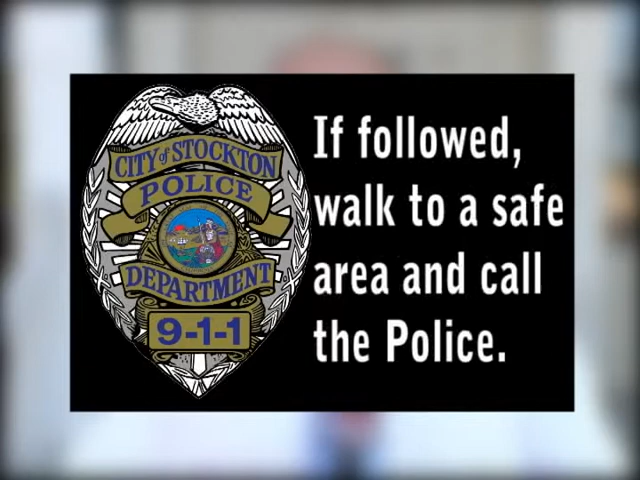 CITY of STOCKTON
POLICE
DEPARTMENT
9-1-1
If followed,
walk to a safe
area and call
the Police.